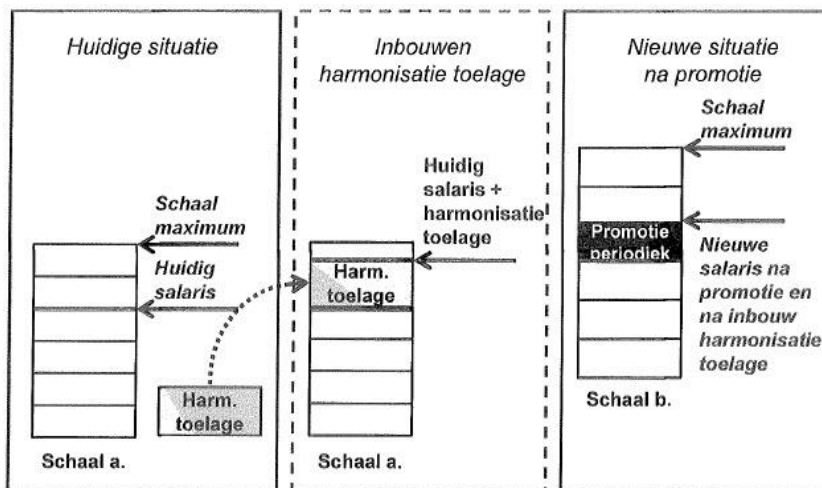 Huidige situatie
Schaal
maximum
Huidig
salaris
Harm.
toelage
Schaal a.
Inbouwen
harmonisatie toelage
Huidig
salaris +
harmonisatie
toelage
Harm.
toelage
Schaal a.
Nieuwe situatie
na promotie
Schaal
maximum
Promotie
periodiek
Nieuwe
salaris na
promotie en
na inbouw
harmonisatie
toelage
Schaal b.